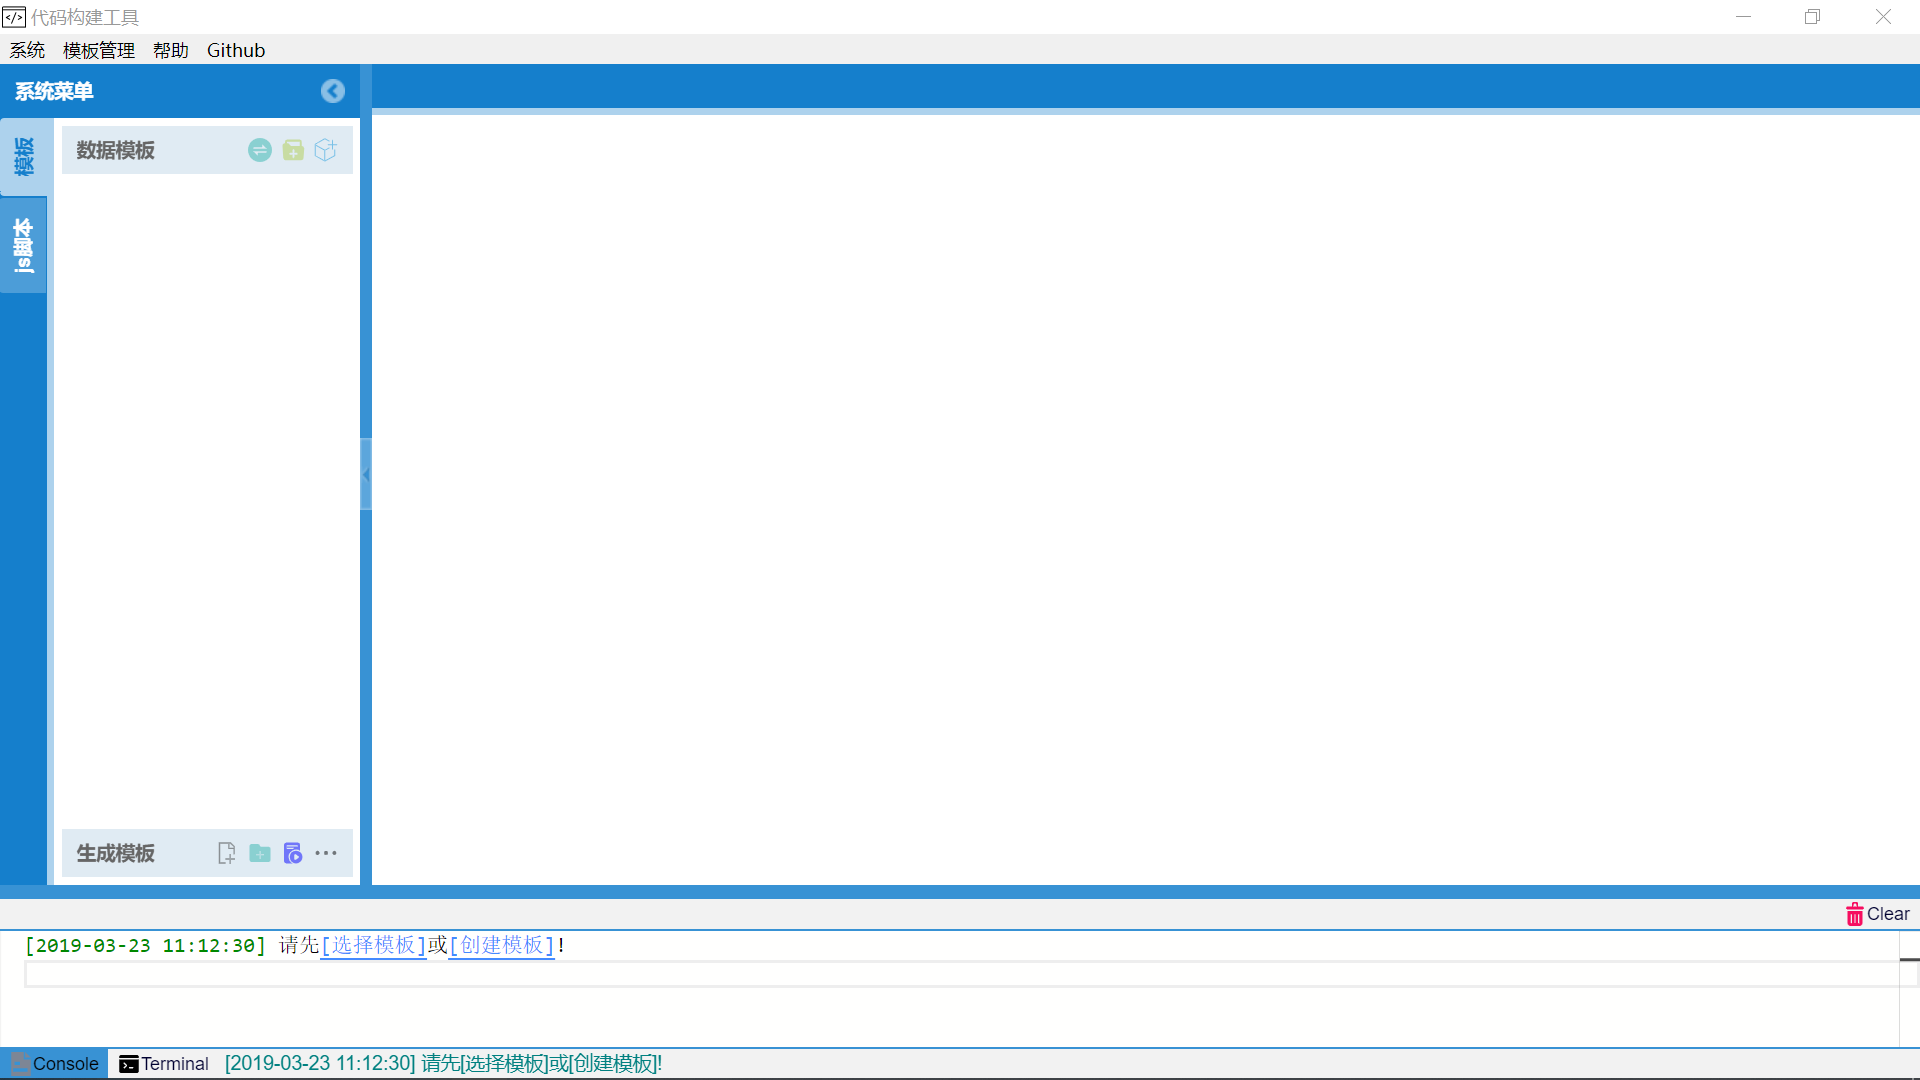 代码构建工具
系统 模板管理 帮助 Github
系统菜单
模板
数据模板
js脚本
生成模板
Clear
[2019-03-23 11:12:30] 请先[选择模板]或[创建模板]!
Console Terminal [2019-03-23 11:12:30] 请先[选择模板]或[创建模板]!